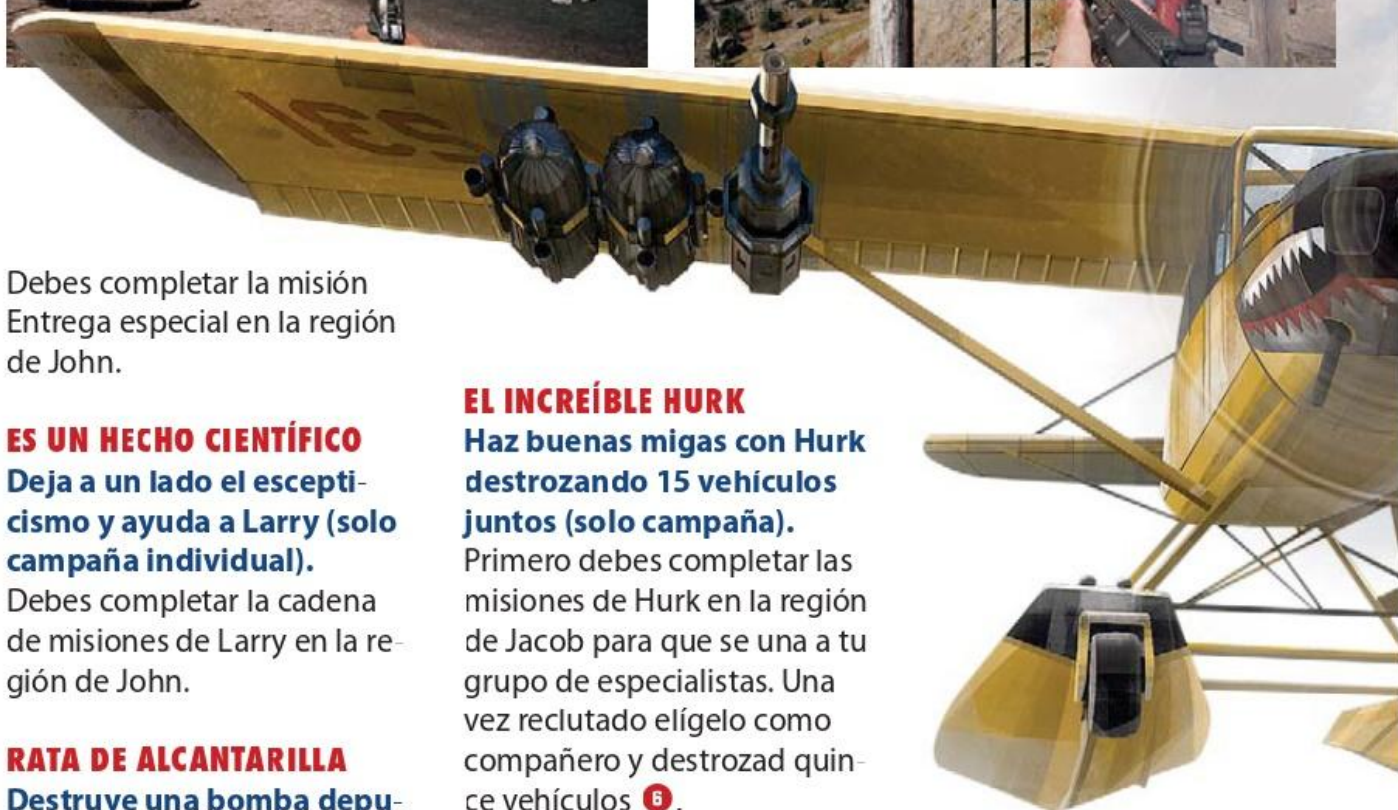 Debes completar la misión
Entrega especial en la región
de John.
ES UN HECHO CIENTÍFICO
Deja a un lado el escepti-
cismo y ayuda a Larry (solo
campaña individual).
Debes completar la cadena
de misiones de Larry en la re-
gión de John.
RATA DE ALCANTARILLA
Destruye una bomba depu-
EL INCREÍBLE HURK
Haz buenas migas con Hurk
destrozando 15 vehículos
juntos (solo campaña).
Primero debes completar las
misiones de Hurk en la región
de Jacob para que se una a tu
grupo de especialistas. Una
vez reclutado elígelo como
compañero y destrozad quin-
ce vehículos 6.